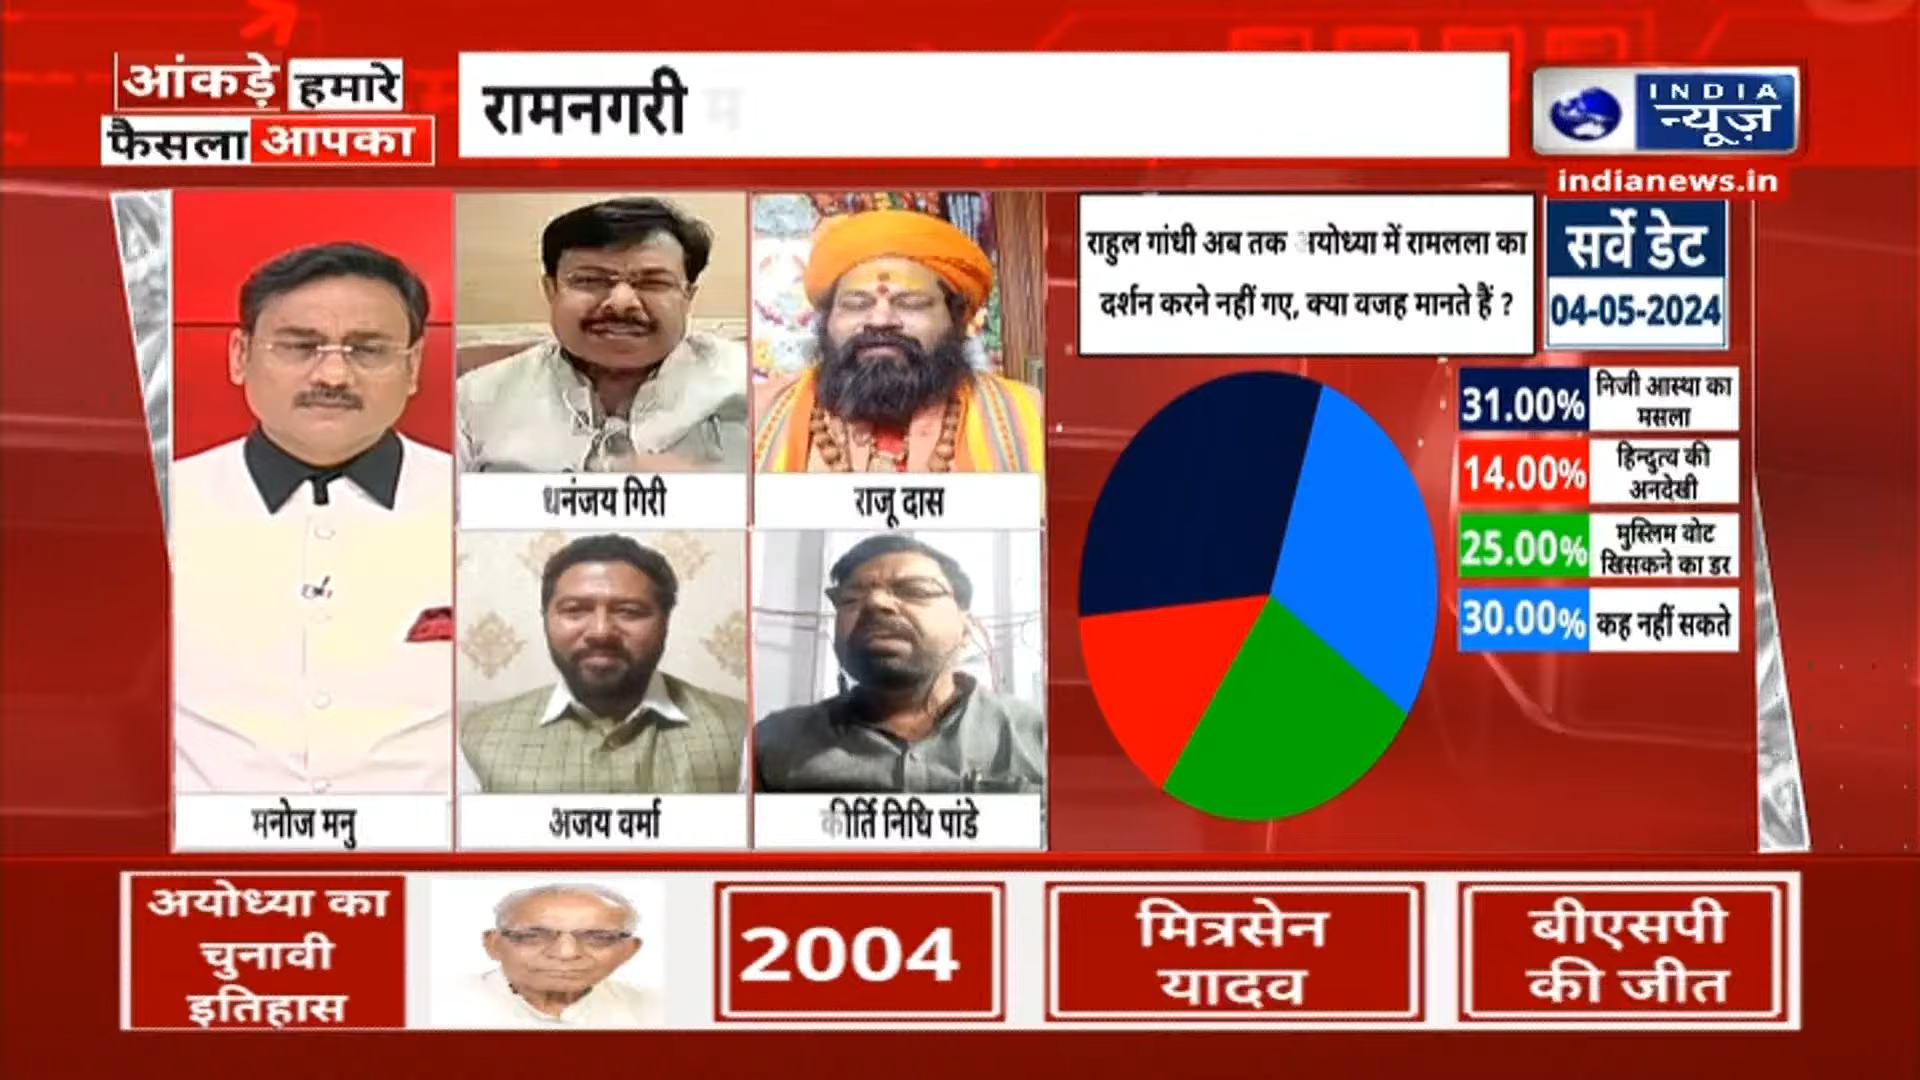 आंकड़े हमारे
फैसला आपका
रामनगरी
INDIA
न्यूज़
indianews.in
राहुल गांधी अब तक अयोध्या में रामलला का
दर्शन करने नहीं गए, क्या वजह मानते हैं ?
सर्वे डेट
04-05-2024
31.00% निजी आस्था का
मसला
14.00% हिन्दुत्व की
अनदेखी
25.00% मुस्लिम वोट
खिसकने का डर
30.00% कह नहीं सकते
धनंजय गिरी
राजू दास
मनोज मनु
अजय वर्मा
कीर्ति निधि पांडे
अयोध्या का
चुनावी
इतिहास
2004
मित्रसेन
यादव
बीएसपी
की जीत